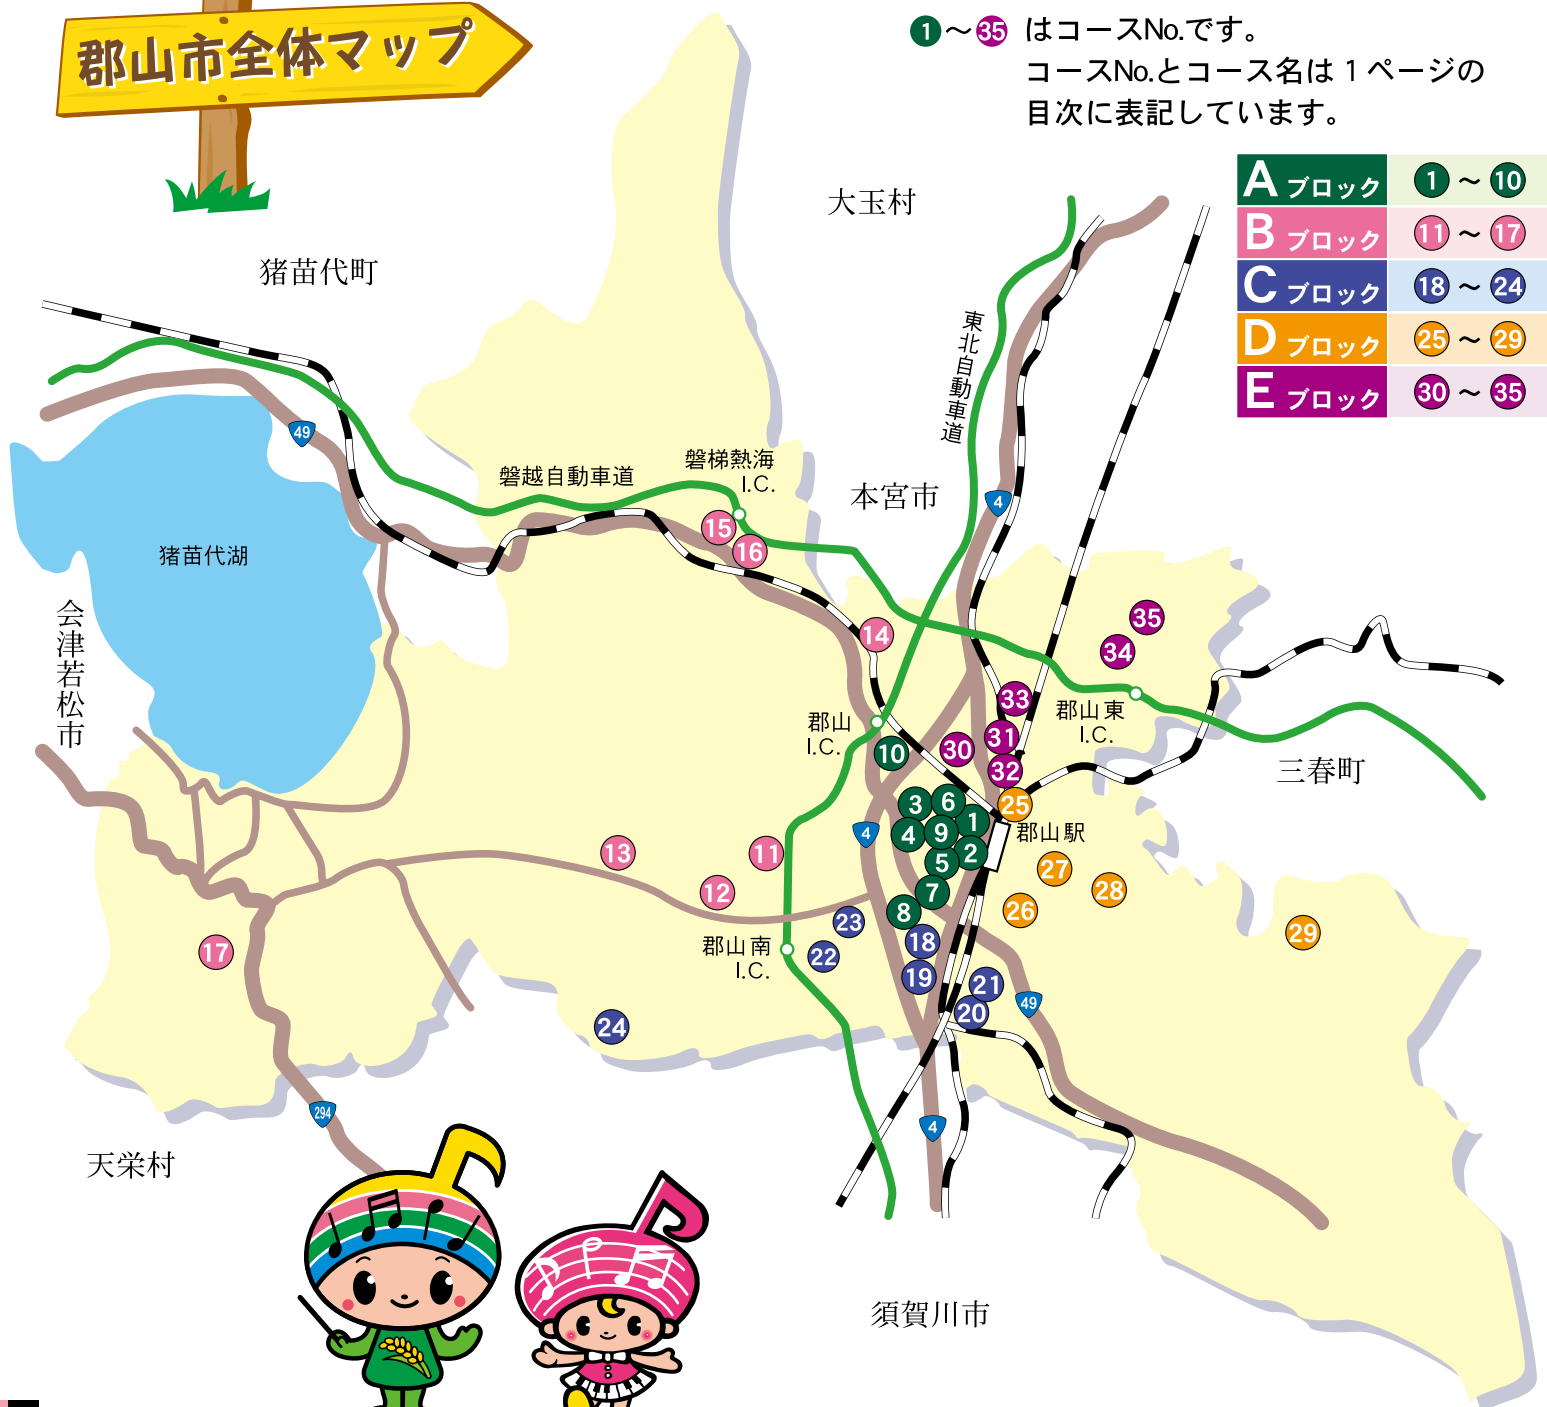 郡山市全体マップ
1～35 はコースNo.です。
コースNo.とコース名は 1 ページの
目次に表記しています。
A ブロック 1 ～ 10
B ブロック 11 ～ 17
C ブロック 18 ～ 24
D ブロック 25 ～ 29
E ブロック 30 ～ 35
大玉村
猪苗代町
東北自動車道
49
磐越自動車道
磐梯熱海
I.C.
本宮市
4
15
16
猪苗代湖
会津若松市
14
35
34
33
郡山
I.C.
郡山東
I.C.
10
30
31
32
三春町
3
6
25
4
9
1
4
郡山駅
13
11
5
2
27
12
7
28
8
26
23
18
29
17
郡山南
I.C.
22
19
21
49
24
20
294
4
天栄村
須賀川市